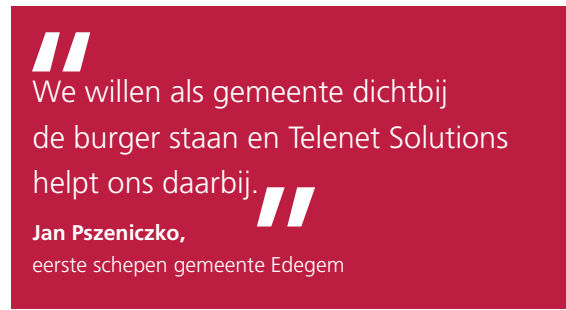 We willen als gemeente dichtbij
de burger staan en Telenet Solutions
helpt ons daarbij.
Jan Pszeniczko,
eerste schepen gemeente Edegem